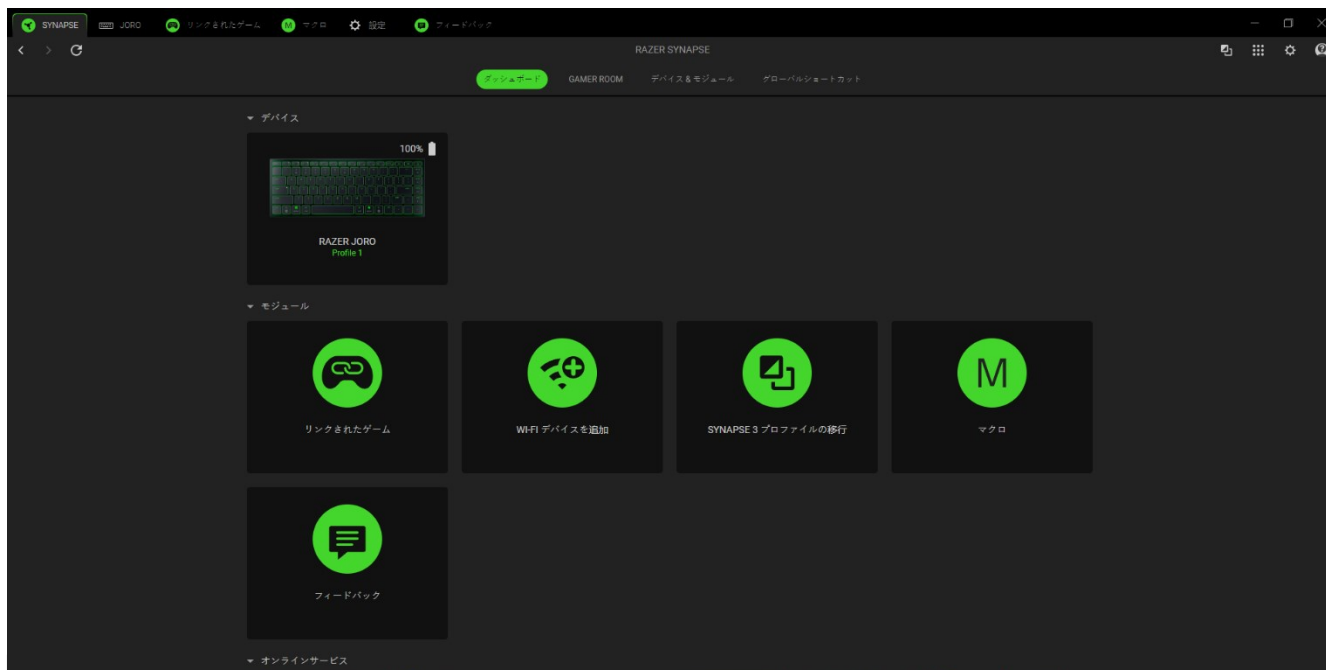 SYNAPSE JORO リンクされたゲーム M マクロ 設定 フィードバック
RAZER SYNAPSE
ダッシュボード GAMER ROOM デバイス&モジュール グローバルショートカット
デバイス
100%
RAZER JORO
Profile 1
モジュール
M
リンクされたゲーム WI-FI デバイスを追加 SYNAPSE 3 プロファイルの移行 マクロ
フィードバック
オンラインサービス